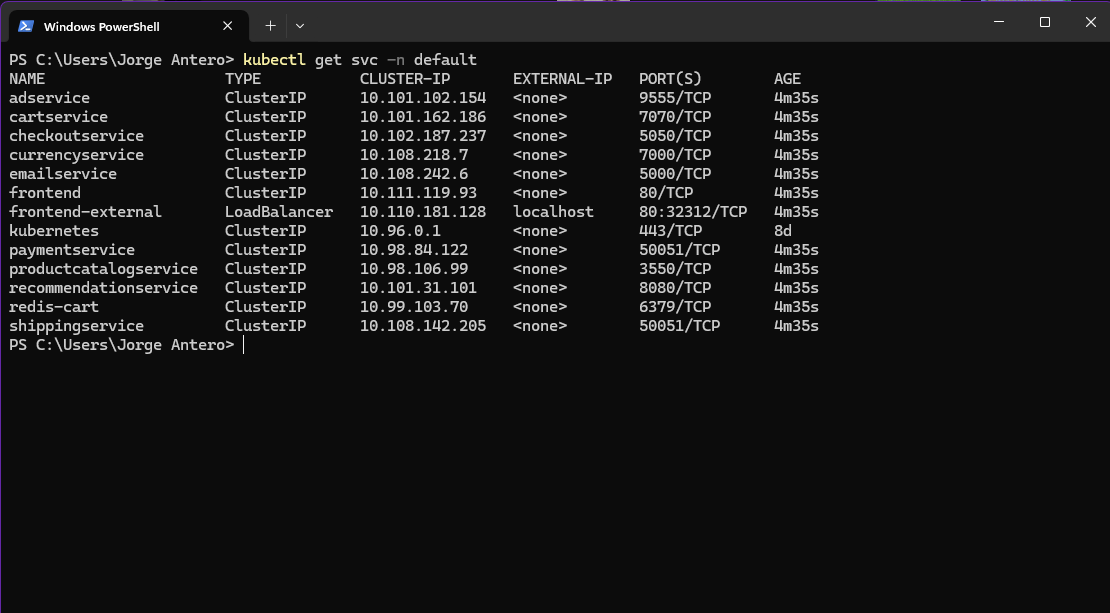 Windows PowerShell
PS C:\Users\Jorge Antero> kubectl get svc -n default
NAME                    TYPE           CLUSTER-IP       EXTERNAL-IP   PORT(S)        AGE
adservice               ClusterIP      10.101.102.154   <none>        9555/TCP       4m35s
cartservice             ClusterIP      10.101.162.186   <none>        7070/TCP       4m35s
checkoutservice         ClusterIP      10.102.187.237   <none>        5050/TCP       4m35s
currencyservice         ClusterIP      10.108.218.7     <none>        7000/TCP       4m35s
emailservice            ClusterIP      10.108.242.6     <none>        5000/TCP       4m35s
frontend                ClusterIP      10.111.119.93    <none>        80/TCP         4m35s
frontend-external       LoadBalancer   10.110.181.128   localhost     80:32312/TCP   4m35s
kubernetes              ClusterIP      10.96.0.1        <none>        443/TCP        8d
paymentservice          ClusterIP      10.98.84.122     <none>        50051/TCP      4m35s
productcatalogservice   ClusterIP      10.98.106.99     <none>        3550/TCP       4m35s
recommendationservice   ClusterIP      10.101.31.101    <none>        8080/TCP       4m35s
redis-cart              ClusterIP      10.99.103.70     <none>        6379/TCP       4m35s
shippingservice         ClusterIP      10.108.142.205   <none>        50051/TCP      4m35s
PS C:\Users\Jorge Antero>